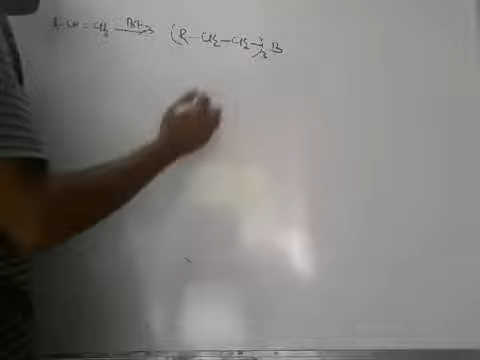 R-CH=CH₂ —BH₃→ (R-CH₂-CH₂-)₃B